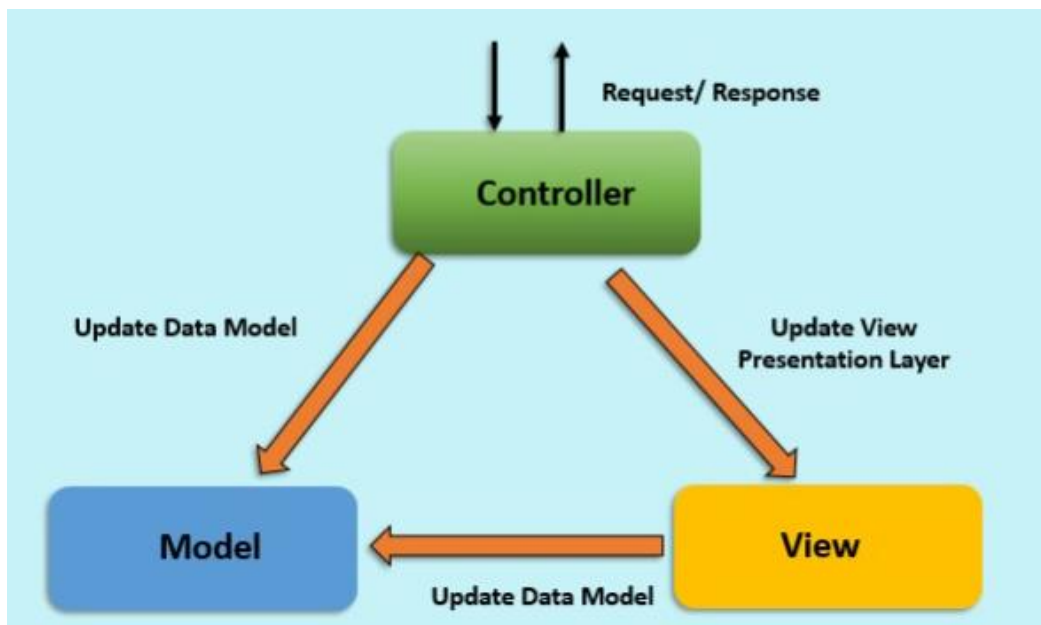 Request/ Response
Controller
Update Data Model
Update View
Presentation Layer
Model
View
Update Data Model